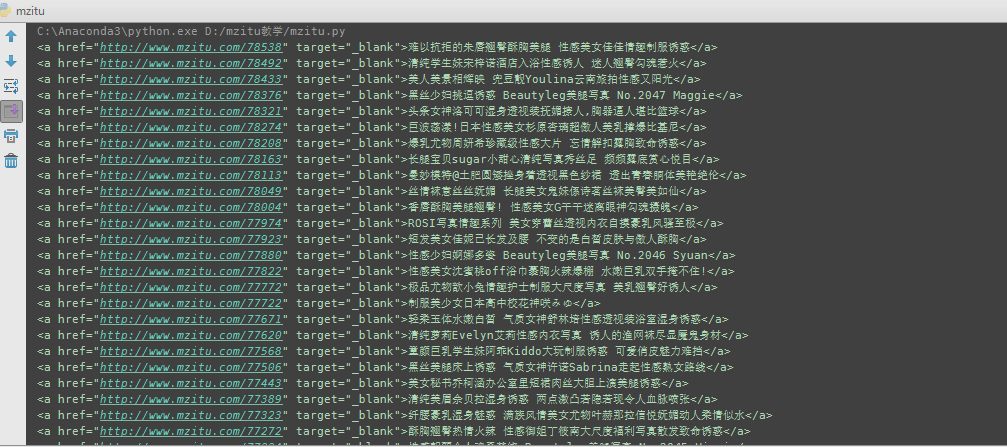 mzitu
C:\Anaconda3\python.exe D:/mzitu教学/mzitu.py
<a href="http://www.mzitu.com/78538" target="_blank">难以抗拒的朱唇翘臀酥胸美腿 性感美女佳佳情趣制服诱惑</a>
<a href="http://www.mzitu.com/78492" target="_blank">清纯学生妹宋梓诺酒店入浴性感诱人 迷人翘臀勾魂惹火</a>
<a href="http://www.mzitu.com/78433" target="_blank">美人美景相辉映 兜豆靓Youlina云南旅拍性感又阳光</a>
<a href="http://www.mzitu.com/78376" target="_blank">黑丝少妇挑逗诱惑 Beautyleg美腿写真 No.2047 Maggie</a>
<a href="http://www.mzitu.com/78321" target="_blank">头条女神洛可可湿身透视装抚媚撩人,胸器逼人堪比篮球</a>
<a href="http://www.mzitu.com/78274" target="_blank">巨波荡漾!日本性感美女杉原杏璃超傲人美乳撑爆比基尼</a>
<a href="http://www.mzitu.com/78208" target="_blank">爆乳尤物周妍希珍藏级性感大片 忘情解扣露胸致命诱惑</a>
<a href="http://www.mzitu.com/78163" target="_blank">长腿宝贝sugar小甜心清纯写真秀丝足 频频露底赏心悦目</a>
<a href="http://www.mzitu.com/78113" target="_blank">曼妙模特@土肥圆矮挫身着透视黑色纱裙 透出青春胴体美艳绝伦</a>
<a href="http://www.mzitu.com/78049" target="_blank">丝情袜意丝丝妩媚 长腿美女鬼妹係诗茗丝袜美臀美如仙</a>
<a href="http://www.mzitu.com/78004" target="_blank">香唇酥胸美腿翘臀! 性感美女G干干迷离眼神勾魂摄魄</a>
<a href="http://www.mzitu.com/77974" target="_blank">ROSI写真情趣系列 美女穿蕾丝透视内衣自摸豪乳风骚至极</a>
<a href="http://www.mzitu.com/77923" target="_blank">短发美女佳妮已长发及腰 不变的是白皙皮肤与傲人酥胸</a>
<a href="http://www.mzitu.com/77880" target="_blank">性感少妇婀娜多姿 Beautyleg美腿写真 No.2046 Syuan</a>
<a href="http://www.mzitu.com/77822" target="_blank">性感美女沈蜜桃off浴巾豪胸火辣爆棚 水嫩巨乳双手掩不住!</a>
<a href="http://www.mzitu.com/77772" target="_blank">极品尤物歆小兔情趣护士制服大尺度写真 美乳翘臀好诱人</a>
<a href="http://www.mzitu.com/77722" target="_blank">制服美少女日本高中校花神咲みゅ</a>
<a href="http://www.mzitu.com/77671" target="_blank">轻柔玉体水嫩白皙 气质女神舒林培性感透视装浴室湿身诱惑</a>
<a href="http://www.mzitu.com/77620" target="_blank">清纯萝莉Evelyn艾莉性感内衣写真 诱人的渔网袜尽显魔鬼身材</a>
<a href="http://www.mzitu.com/77568" target="_blank">童颜巨乳学生妹阿乖Kiddo大玩制服诱惑 可爱俏皮魅力难挡</a>
<a href="http://www.mzitu.com/77506" target="_blank">黑丝美腿床上诱惑 气质女神许诺Sabrina走起性感熟女路线</a>
<a href="http://www.mzitu.com/77443" target="_blank">美女秘书乔柯涵办公室里短裙肉丝大胆上演美腿诱惑</a>
<a href="http://www.mzitu.com/77389" target="_blank">清纯美眉佘贝拉湿身诱惑 两点激凸若隐若现令人血脉喷张</a>
<a href="http://www.mzitu.com/77323" target="_blank">纤腰豪乳湿身魅惑 满族风情美女尤物叶赫那拉信悦妩媚动人柔情似水</a>
<a href="http://www.mzitu.com/77272" target="_blank">酥胸翘臀热情火辣 性感御姐丁筱南大尺度福利写真散发致命诱惑</a>